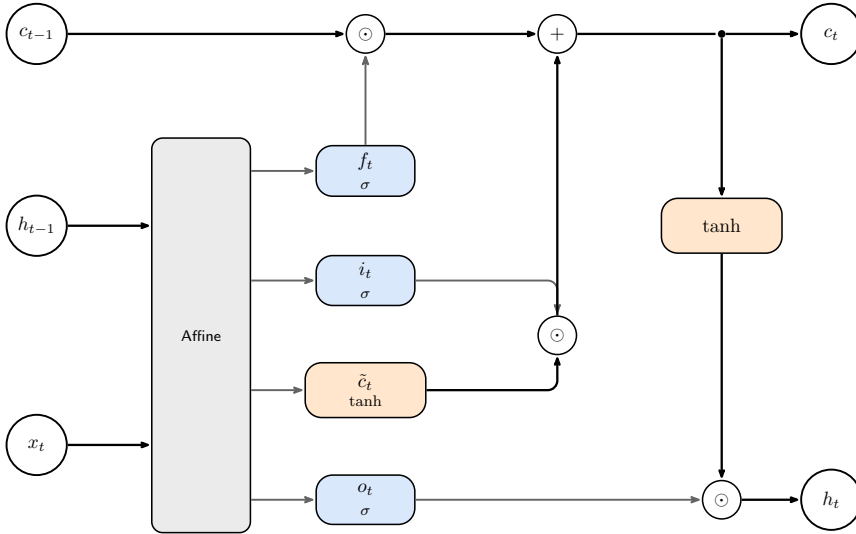 c_{t−1}
⊙
+
c_t
f_t
σ
h_{t−1}
tanh
i_t
σ
Affine
⊙
c̃_t
tanh
x_t
o_t
σ
⊙
h_t